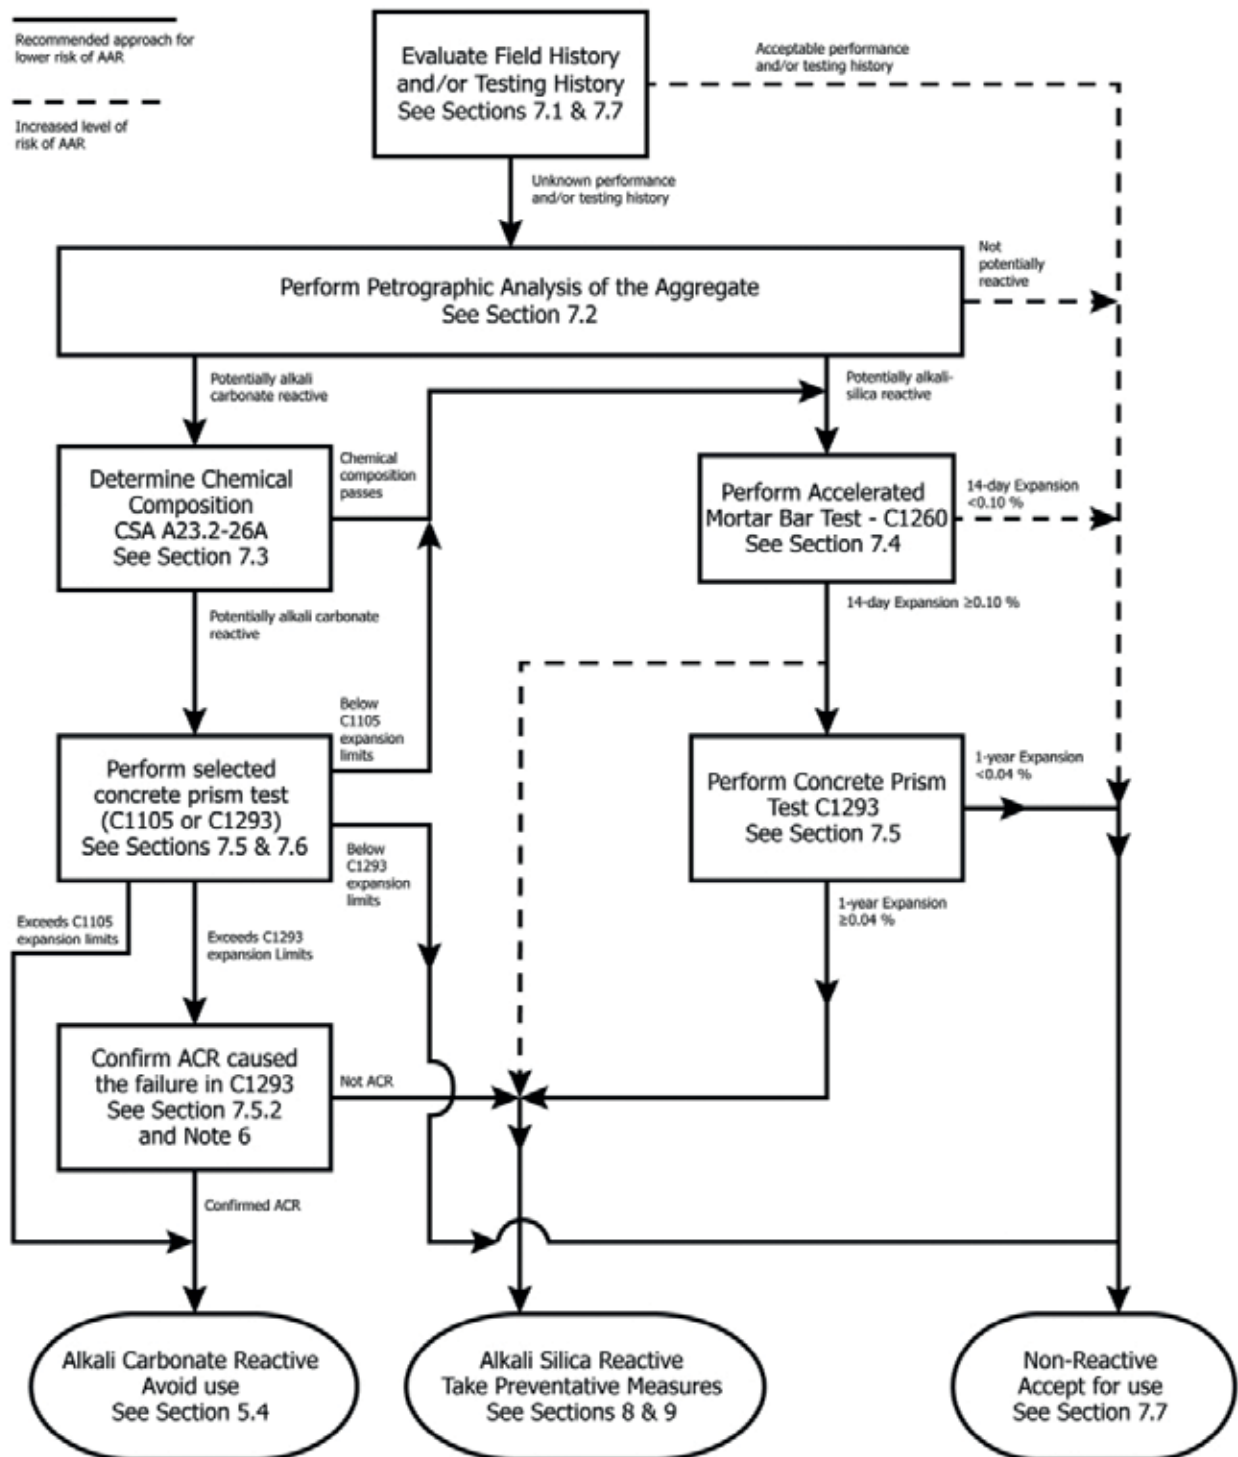 Recommended approach for
lower risk of AAR
Increased level of
risk of AAR
Evaluate Field History
and/or Testing History
See Sections 7.1 & 7.7
Acceptable performance
and/or testing history
Unknown performance
and/or testing history
Perform Petrographic Analysis of the Aggregate
See Section 7.2
Not
potentially
reactive
Potentially alkali
carbonate reactive
Potentially alkali-
silica reactive
Determine Chemical
Composition
CSA A23.2-26A
See Section 7.3
Chemical
composition
passes
Perform Accelerated
Mortar Bar Test - C1260
See Section 7.4
14-day Expansion
<0.10 %
Potentially alkali carbonate
reactive
14-day Expansion ≥0.10 %
Below
C1105
expansion
limits
Perform selected
concrete prism test
(C1105 or C1293)
See Sections 7.5 & 7.6
Perform Concrete Prism
Test C1293
See Section 7.5
1-year Expansion
<0.04 %
Below
C1293
expansion
limits
Exceeds C1105
expansion limits
Exceeds C1293
expansion Limits
1-year Expansion
≥0.04 %
Confirm ACR caused
the failure in C1293
See Section 7.5.2
and Note 6
Not ACR
Confirmed ACR
Alkali Carbonate Reactive
Avoid use
See Section 5.4
Alkali Silica Reactive
Take Preventative Measures
See Sections 8 & 9
Non-Reactive
Accept for use
See Section 7.7